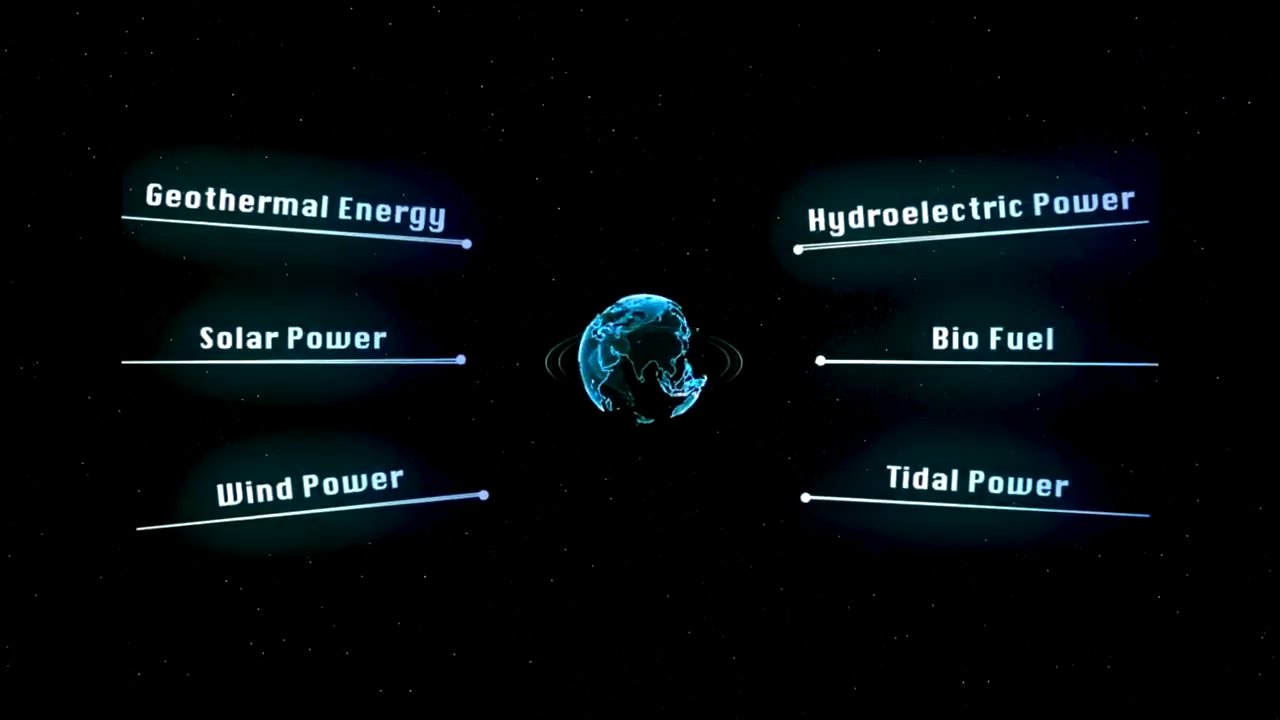 Geothermal Energy
Hydroelectric Power
Solar Power
Bio Fuel
Wind Power
Tidal Power